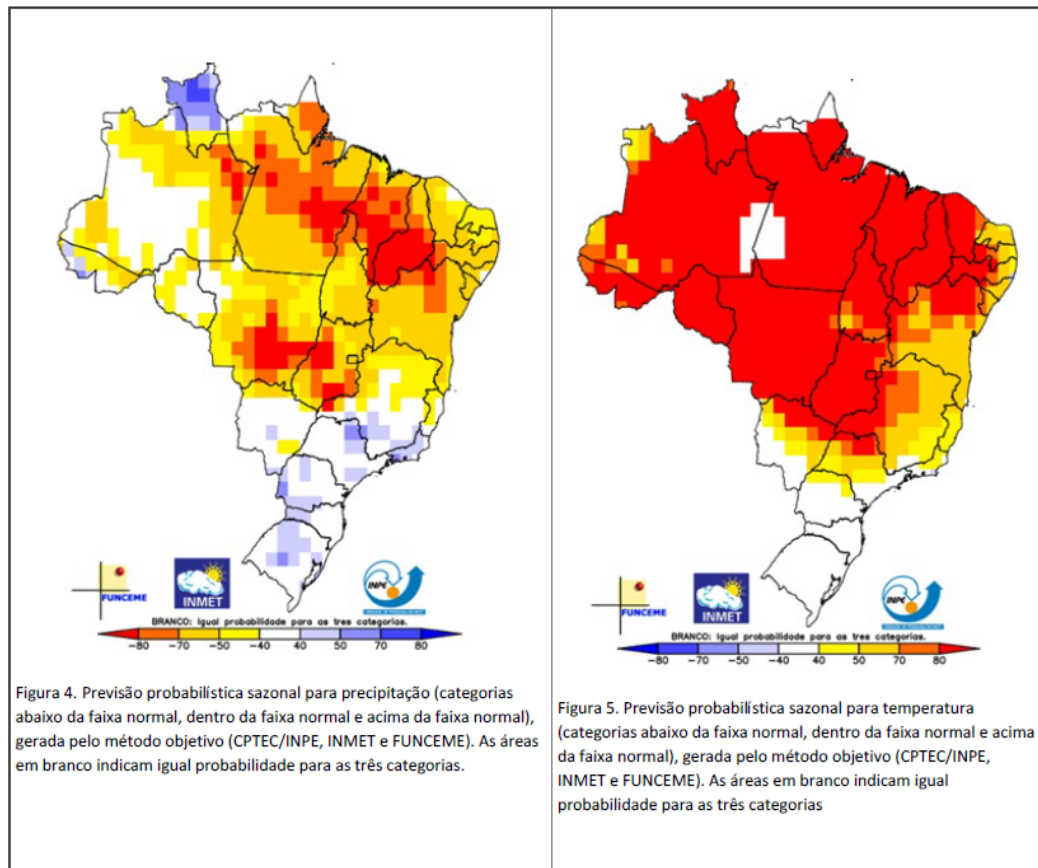 FUNCEME
INMET
INPE
BRANCO: Igual probabilidade para as tres categorias.
-80 -70 -50 -40 40 50 70 80
Figura 4. Previsão probabilística sazonal para precipitação (categorias
abaixo da faixa normal, dentro da faixa normal e acima da faixa normal),
gerada pelo método objetivo (CPTEC/INPE, INMET e FUNCEME). As áreas
em branco indicam igual probabilidade para as três categorias.
FUNCEME
INMET
INPE
BRANCO: Igual probabilidade para as tres categorias.
-80 -70 -50 -40 40 50 70 80
Figura 5. Previsão probabilística sazonal para temperatura
(categorias abaixo da faixa normal, dentro da faixa normal e acima
da faixa normal), gerada pelo método objetivo (CPTEC/INPE,
INMET e FUNCEME). As áreas em branco indicam igual
probabilidade para as três categorias